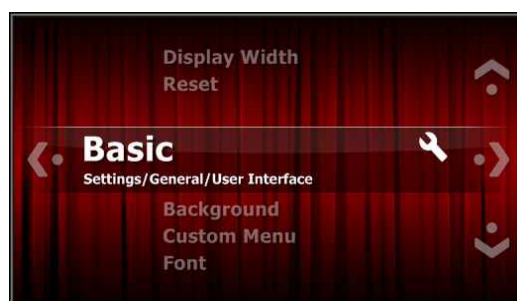 Display Width
Reset
Basic
Settings/General/User Interface
Background
Custom Menu
Font